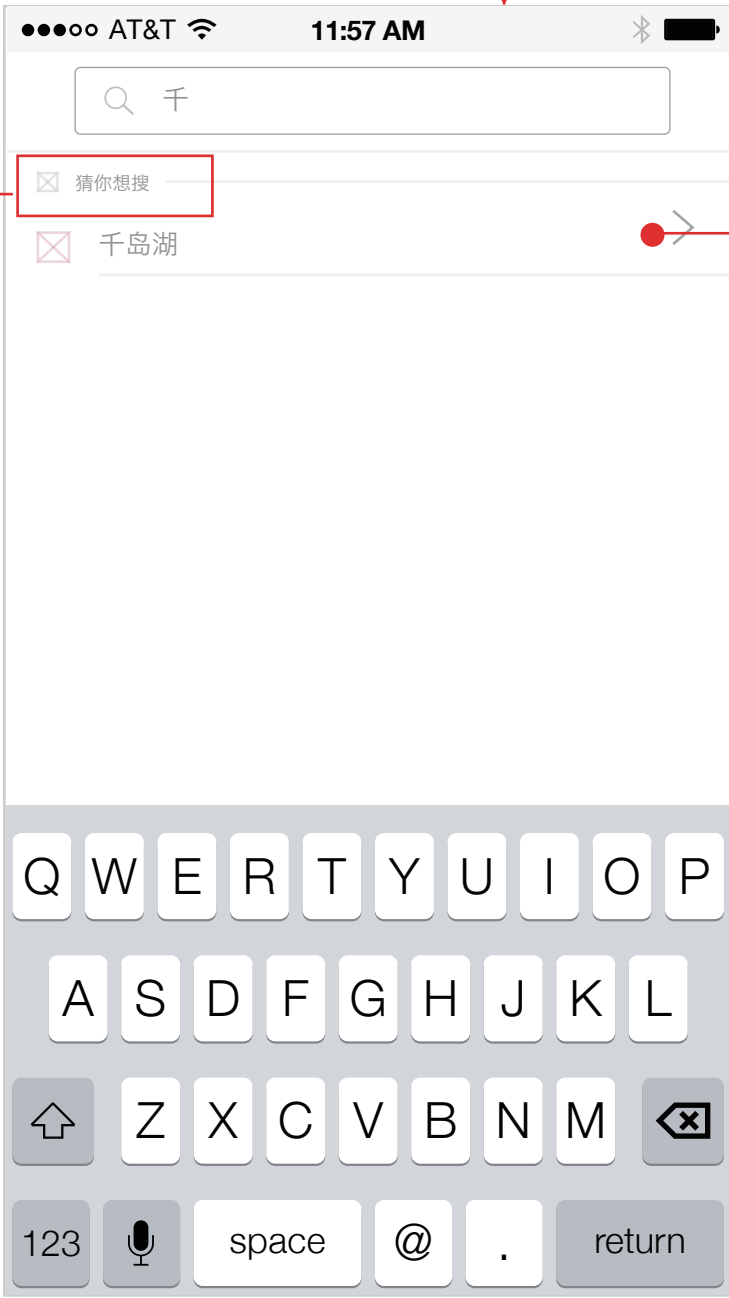 AT&T 11:57 AM
千
猜你想搜
千岛湖
Q W E R T Y U I O P
A S D F G H J K L
Z X C V B N M
123 space @ . return